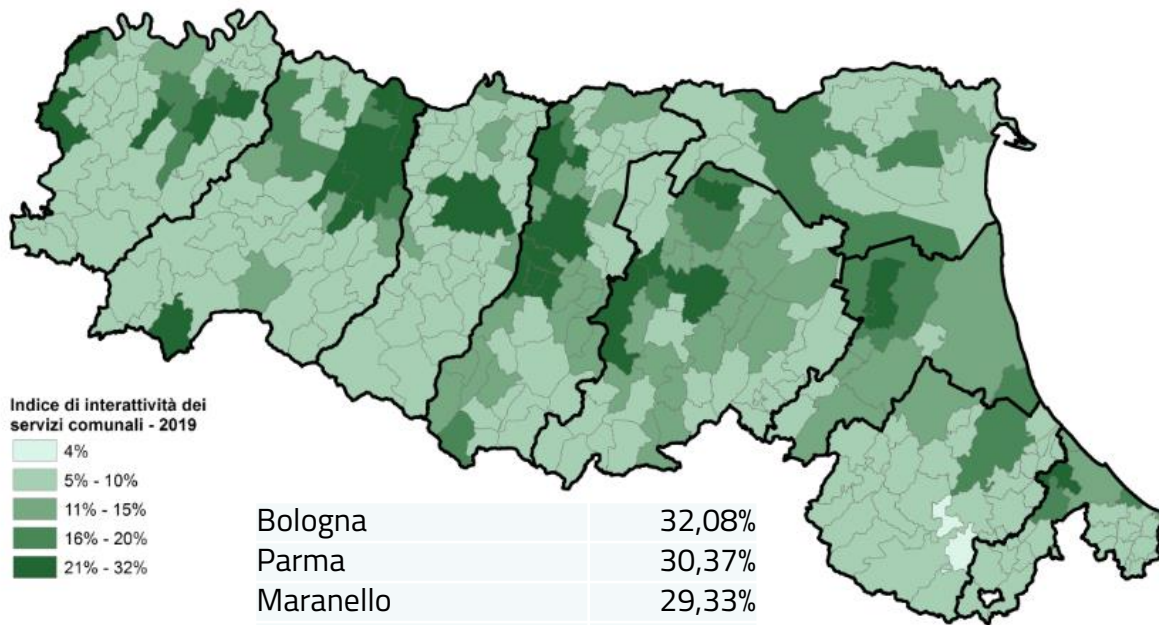 Indice di interattività dei
servizi comunali - 2019
4%
5% - 10%
11% - 15%
16% - 20%
21% - 32%
Bologna 32,08%
Parma 30,37%
Maranello 29,33%